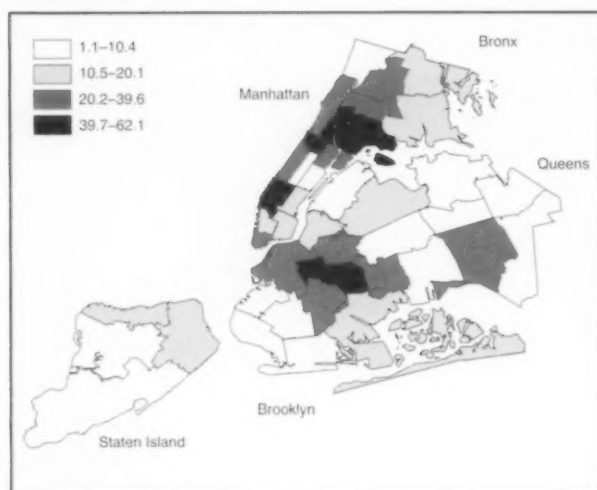 1.1–10.4
10.5–20.1
20.2–39.6
39.7–62.1
Bronx
Manhattan
Queens
Brooklyn
Staten Island